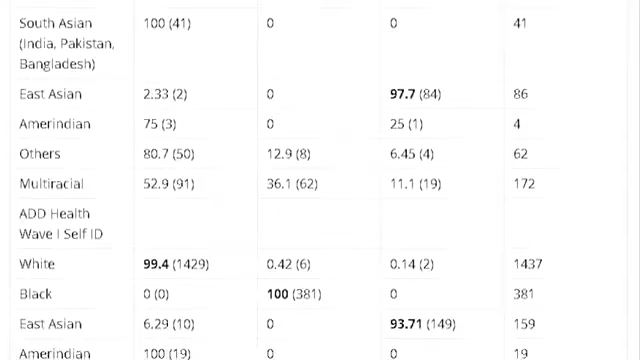 South Asian 100 (41) 0 0 41
(India, Pakistan,
Bangladesh)
East Asian 2.33 (2) 0 97.7 (84) 86
Amerindian 75 (3) 0 25 (1) 4
Others 80.7 (50) 12.9 (8) 6.45 (4) 62
Multiracial 52.9 (91) 36.1 (62) 11.1 (19) 172
ADD Health
Wave I Self ID
White 99.4 (1429) 0.42 (6) 0.14 (2) 1437
Black 0 (0) 100 (381) 0 381
East Asian 6.29 (10) 0 93.71 (149) 159
Amerindian 100 (19) 0 0 19